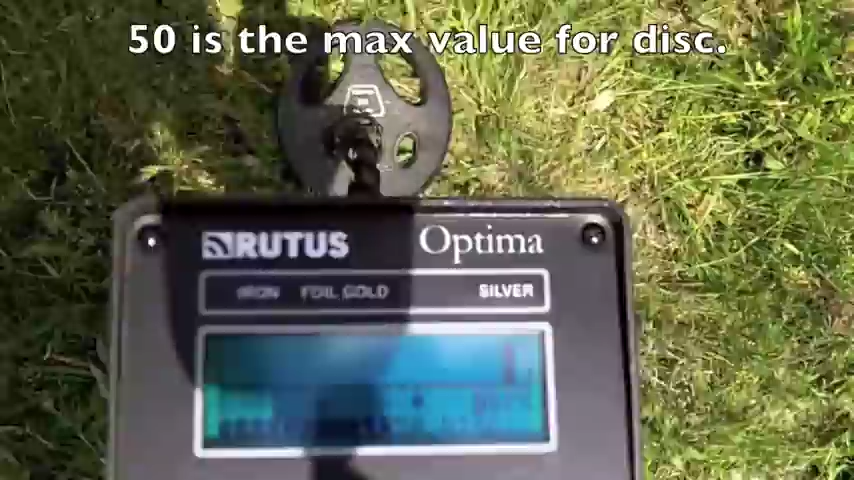 50 is the max value for disc.
RUTUS Optima
IRON FOIL GOLD SILVER